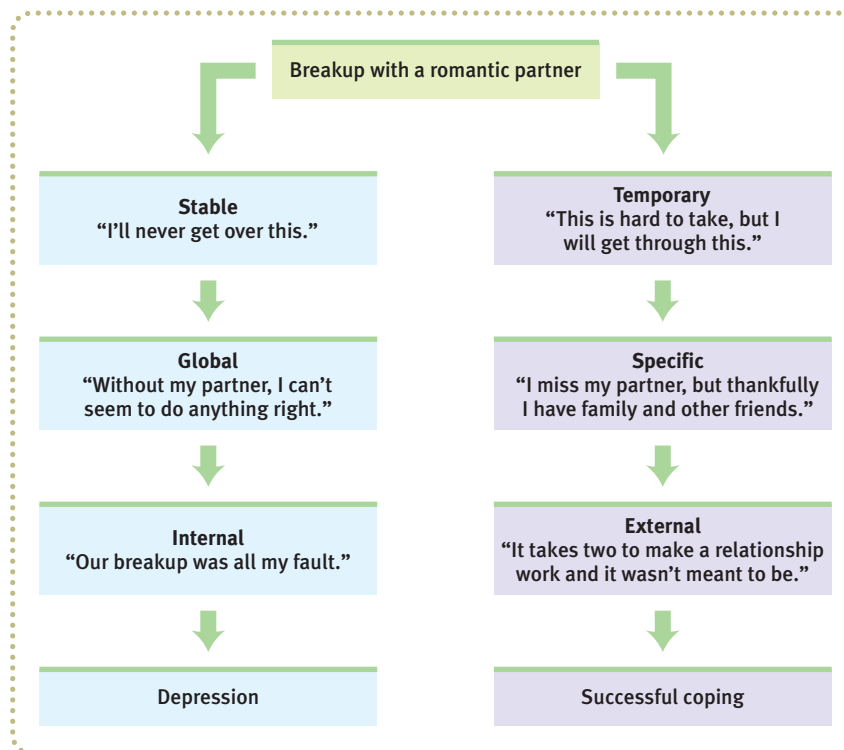 Breakup with a romantic partner
Stable
“I’ll never get over this.”
Global
“Without my partner, I can’t
seem to do anything right.”
Internal
“Our breakup was all my fault.”
Depression
Temporary
“This is hard to take, but I
will get through this.”
Specific
“I miss my partner, but thankfully
I have family and other friends.”
External
“It takes two to make a relationship
work and it wasn’t meant to be.”
Successful coping